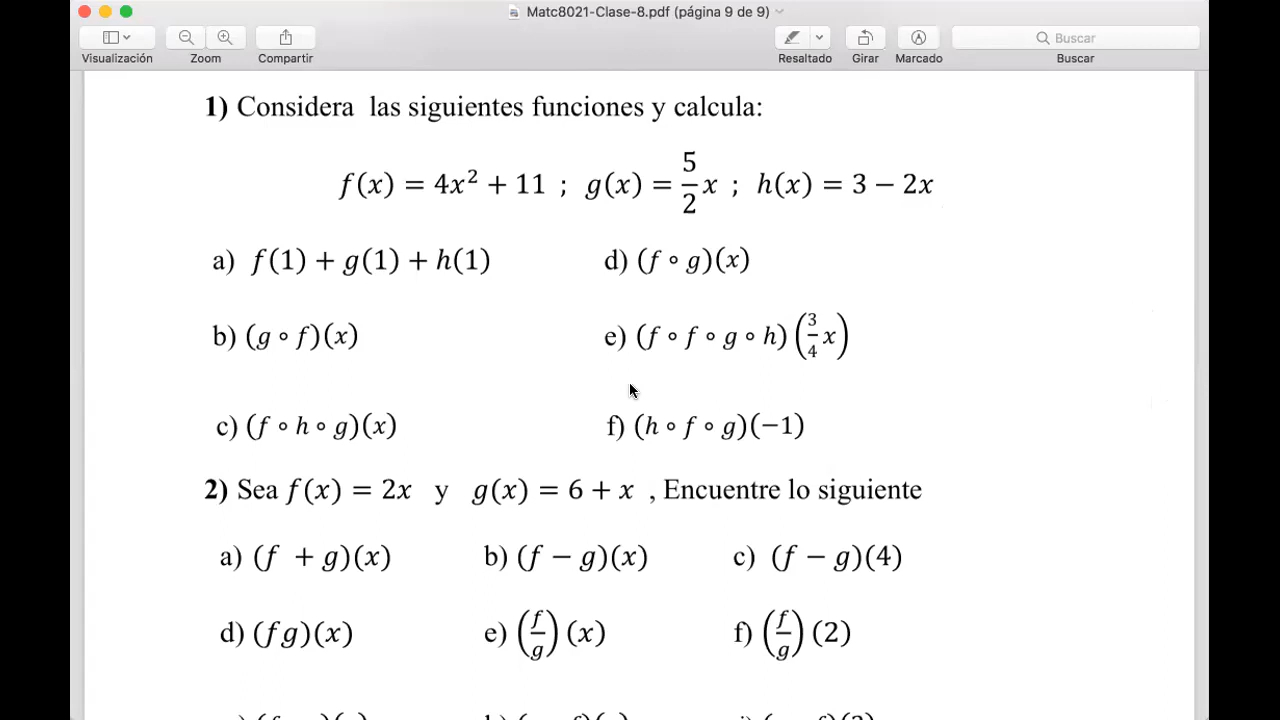 Matc8021-Clase-8.pdf (página 9 de 9)
Visualización Zoom Compartir Resaltado Girar Marcado Buscar
Buscar
1) Considera las siguientes funciones y calcula:
f(x) = 4x² + 11 ; g(x) = 5/2 x ; h(x) = 3 − 2x
a) f(1) + g(1) + h(1) d) (f ∘ g)(x)
b) (g ∘ f)(x) e) (f ∘ f ∘ g ∘ h)(3/4 x)
c) (f ∘ h ∘ g)(x) f) (h ∘ f ∘ g)(−1)
2) Sea f(x) = 2x y g(x) = 6 + x , Encuentre lo siguiente
a) (f + g)(x) b) (f − g)(x) c) (f − g)(4)
d) (fg)(x) e) (f/g)(x) f) (f/g)(2)